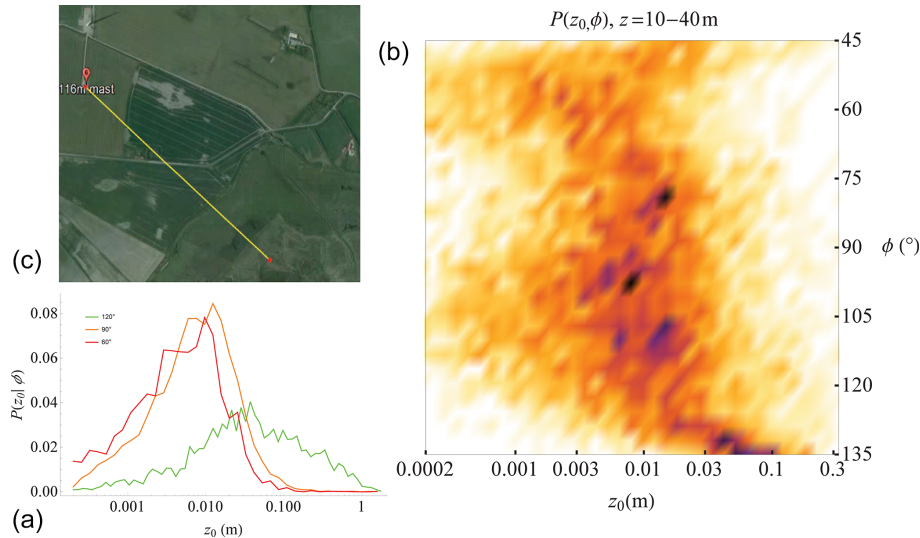 P(z₀,ϕ), z=10−40m
(b)
116m mast
(c)
45
60
75
90
105
120
135
ϕ (°)
0.0002
0.001
0.003
0.01
0.03
0.1
0.3
z₀(m)
120°
90°
60°
0.08
0.06
0.04
0.02
0.00
P(z₀| ϕ)
0.001
0.010
0.100
1
z₀ (m)
(a)